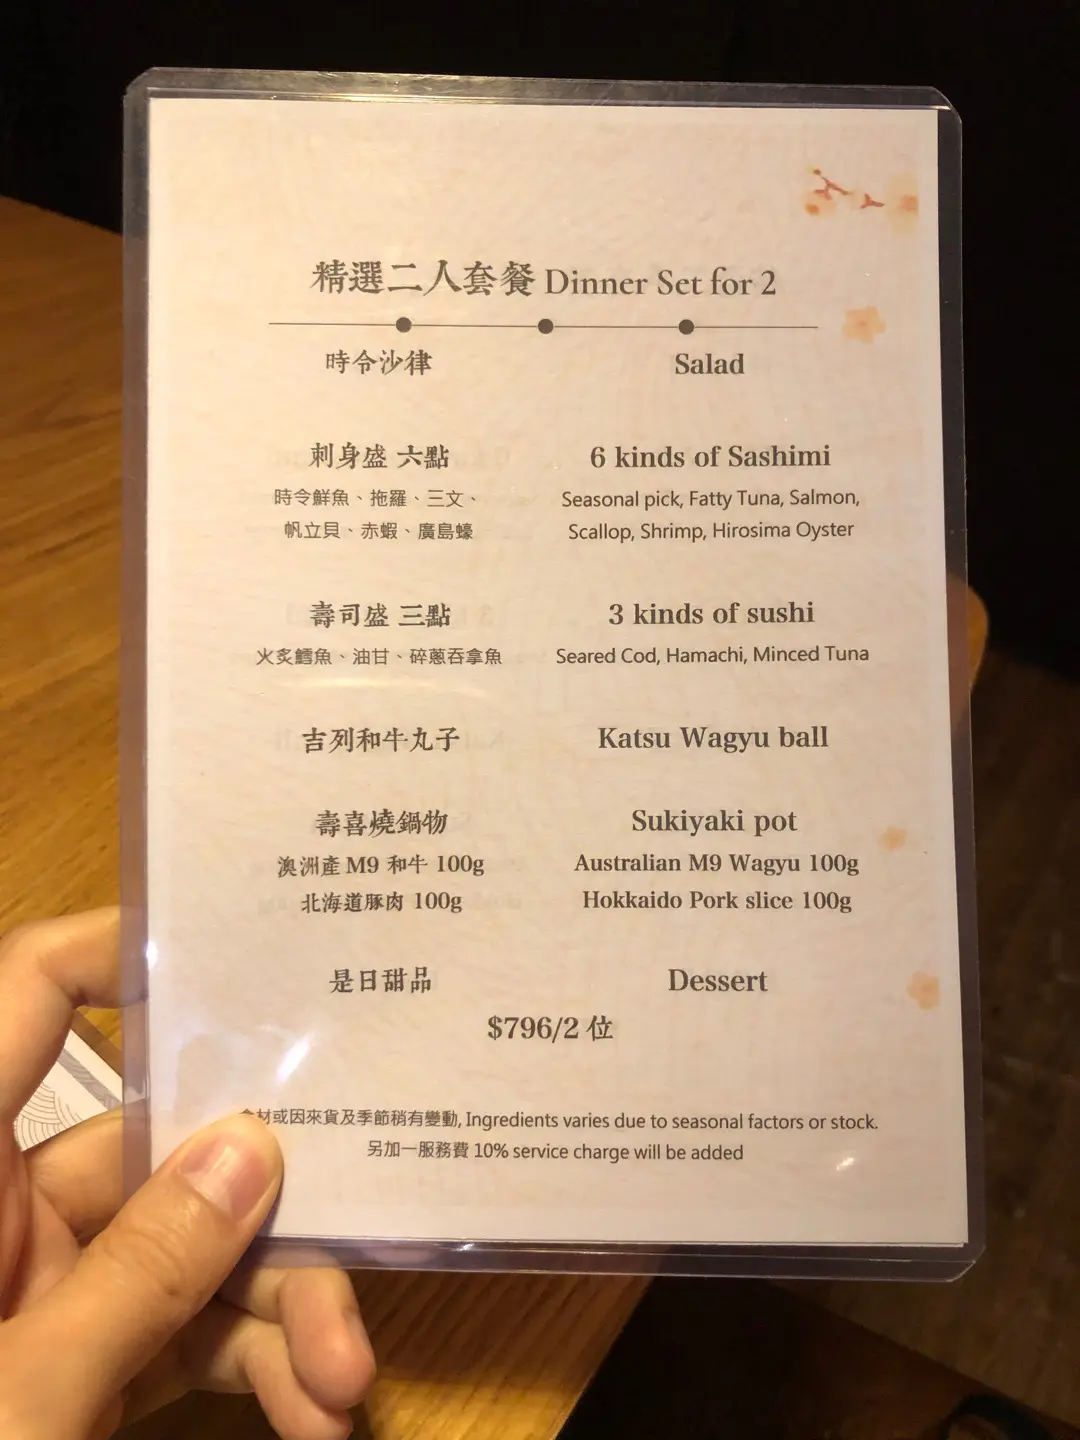 精選二人套餐 Dinner Set for 2
時令沙律 Salad
刺身盛 六點 6 kinds of Sashimi
時令鮮魚、拖羅、三文、 Seasonal pick, Fatty Tuna, Salmon,
帆立貝、赤蝦、廣島蠔 Scallop, Shrimp, Hirosima Oyster
壽司盛 三點 3 kinds of sushi
火炙鱈魚、油甘、碎蔥吞拿魚 Seared Cod, Hamachi, Minced Tuna
吉列和牛丸子 Katsu Wagyu ball
壽喜燒鍋物 Sukiyaki pot
澳洲產 M9 和牛 100g Australian M9 Wagyu 100g
北海道豚肉 100g Hokkaido Pork slice 100g
是日甜品 Dessert
$796/2 位
食材或因來貨及季節稍有變動, Ingredients varies due to seasonal factors or stock.
另加一服務費 10% service charge will be added